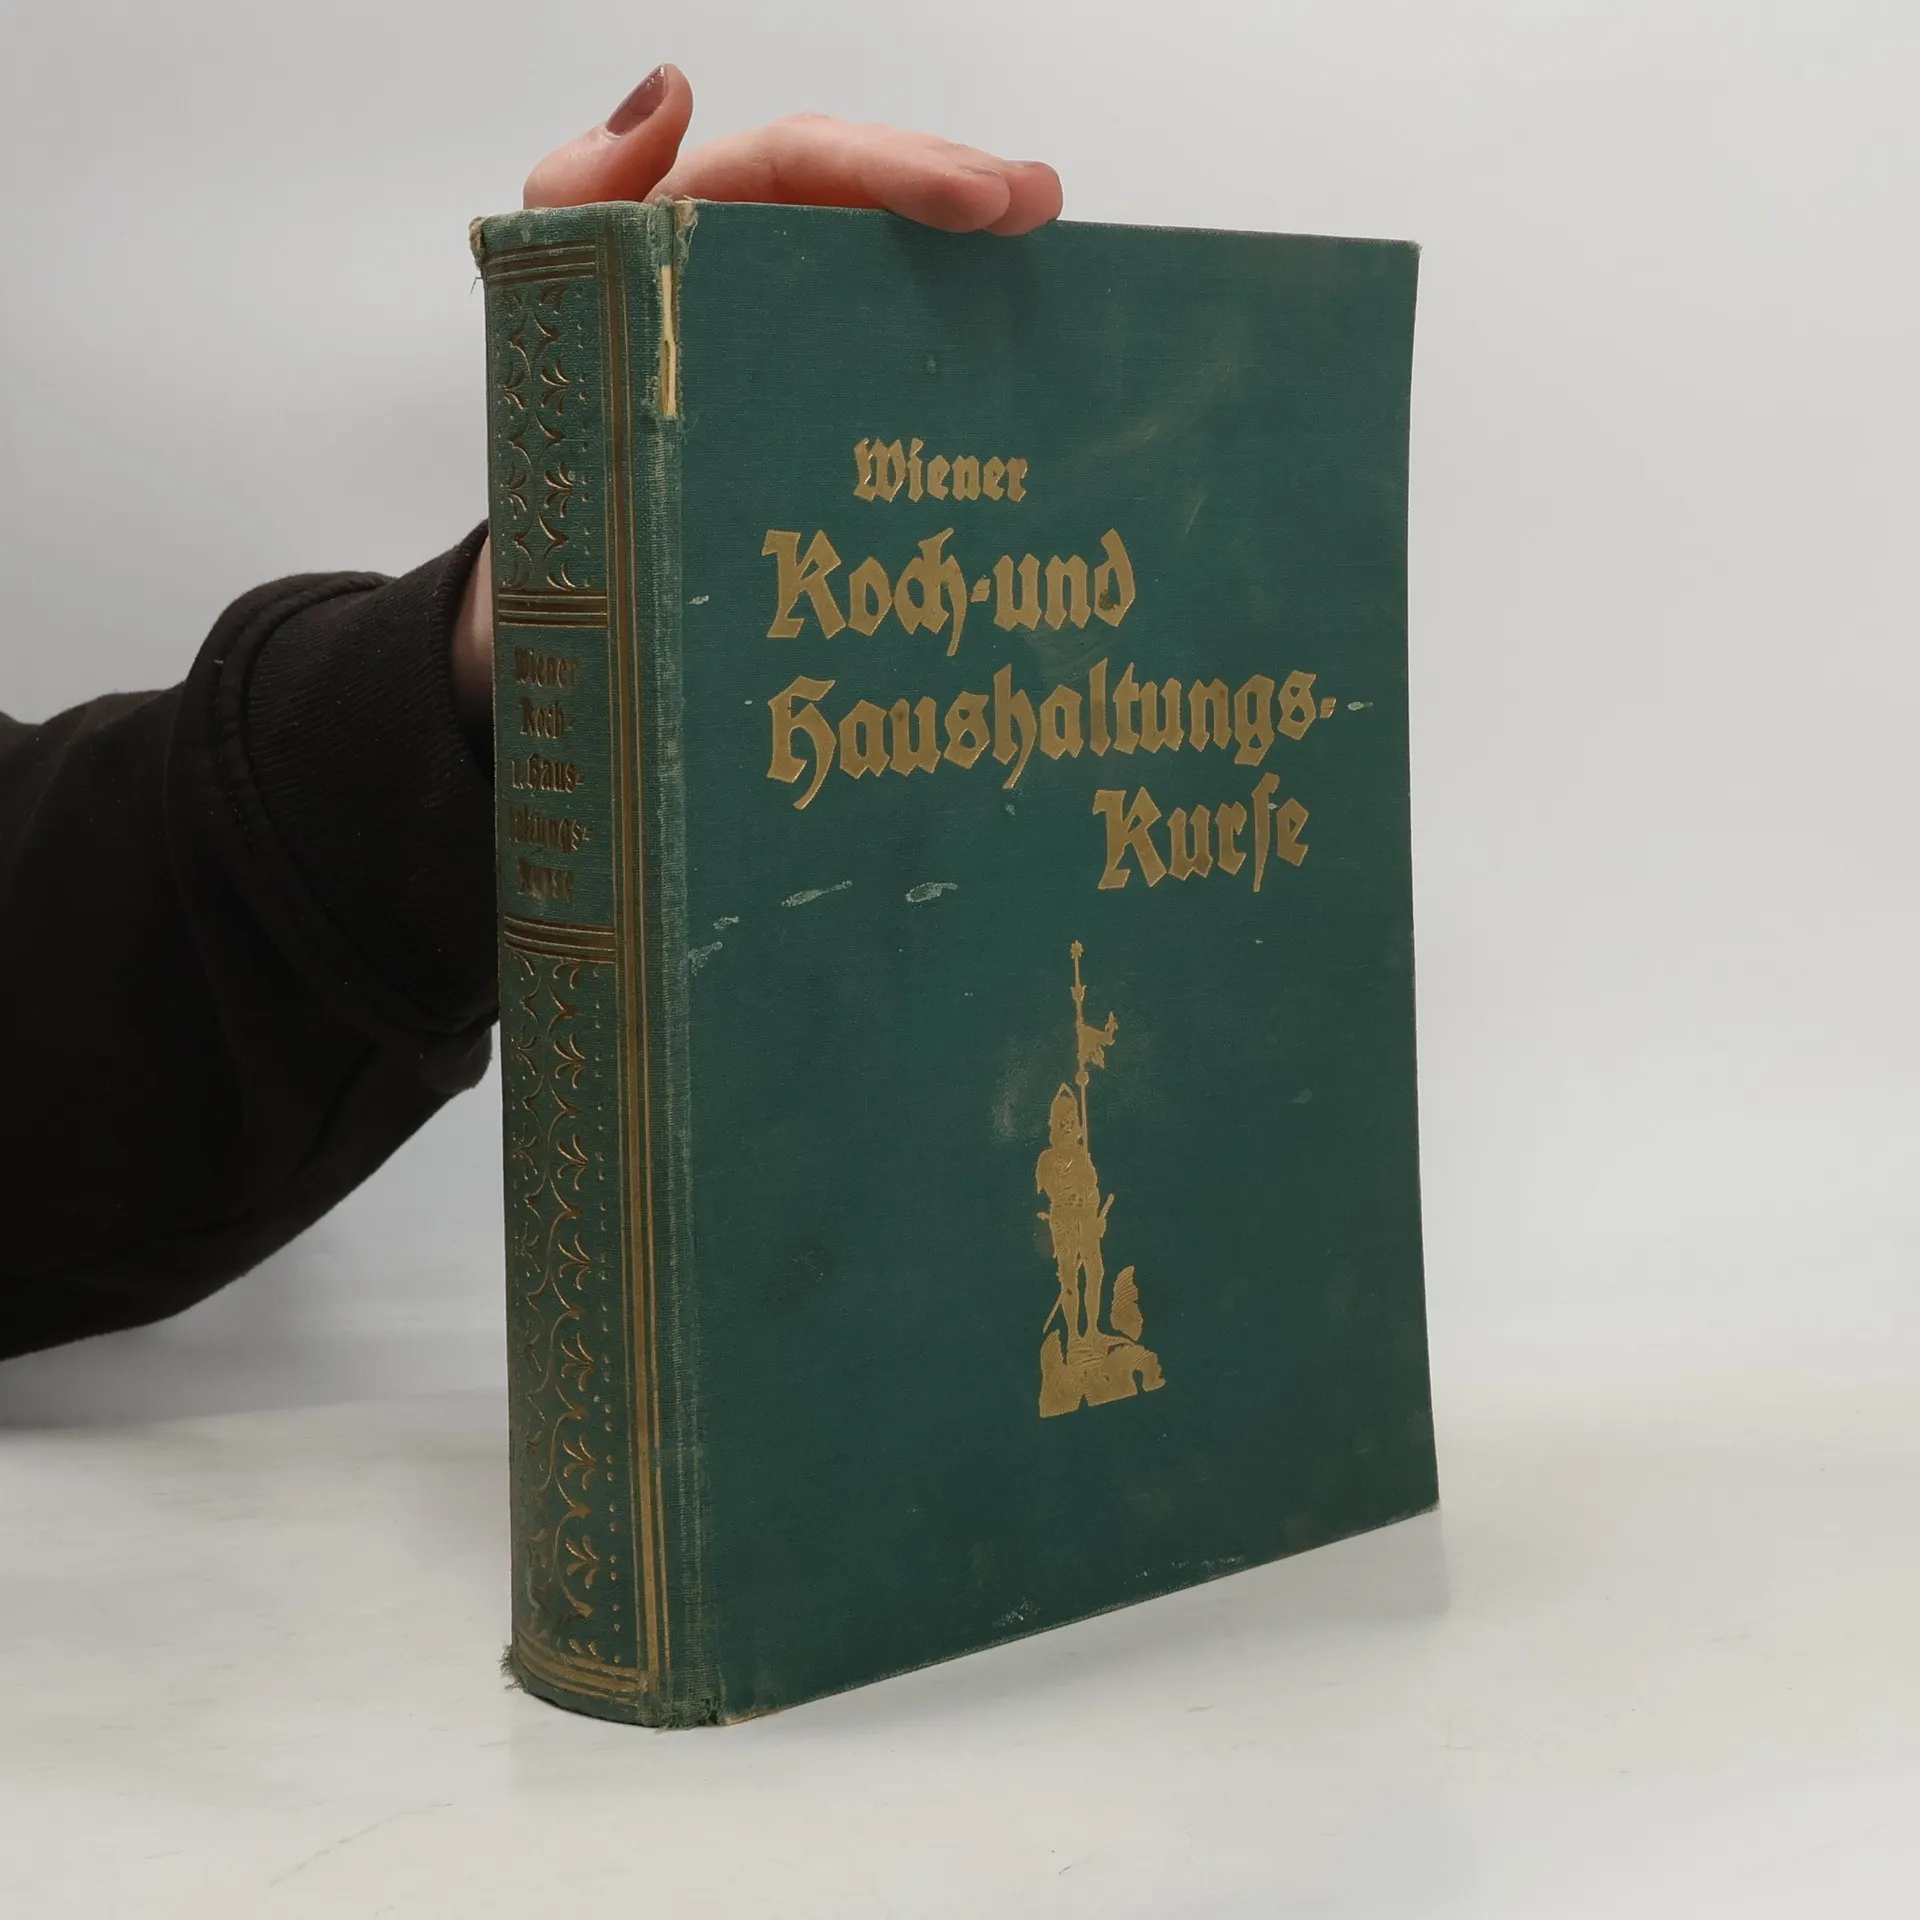 Wiener
Koch-und
Haushaltungs-
Kurse
Wiener
Koch-
u. Haus-
haltungs-
Kurse